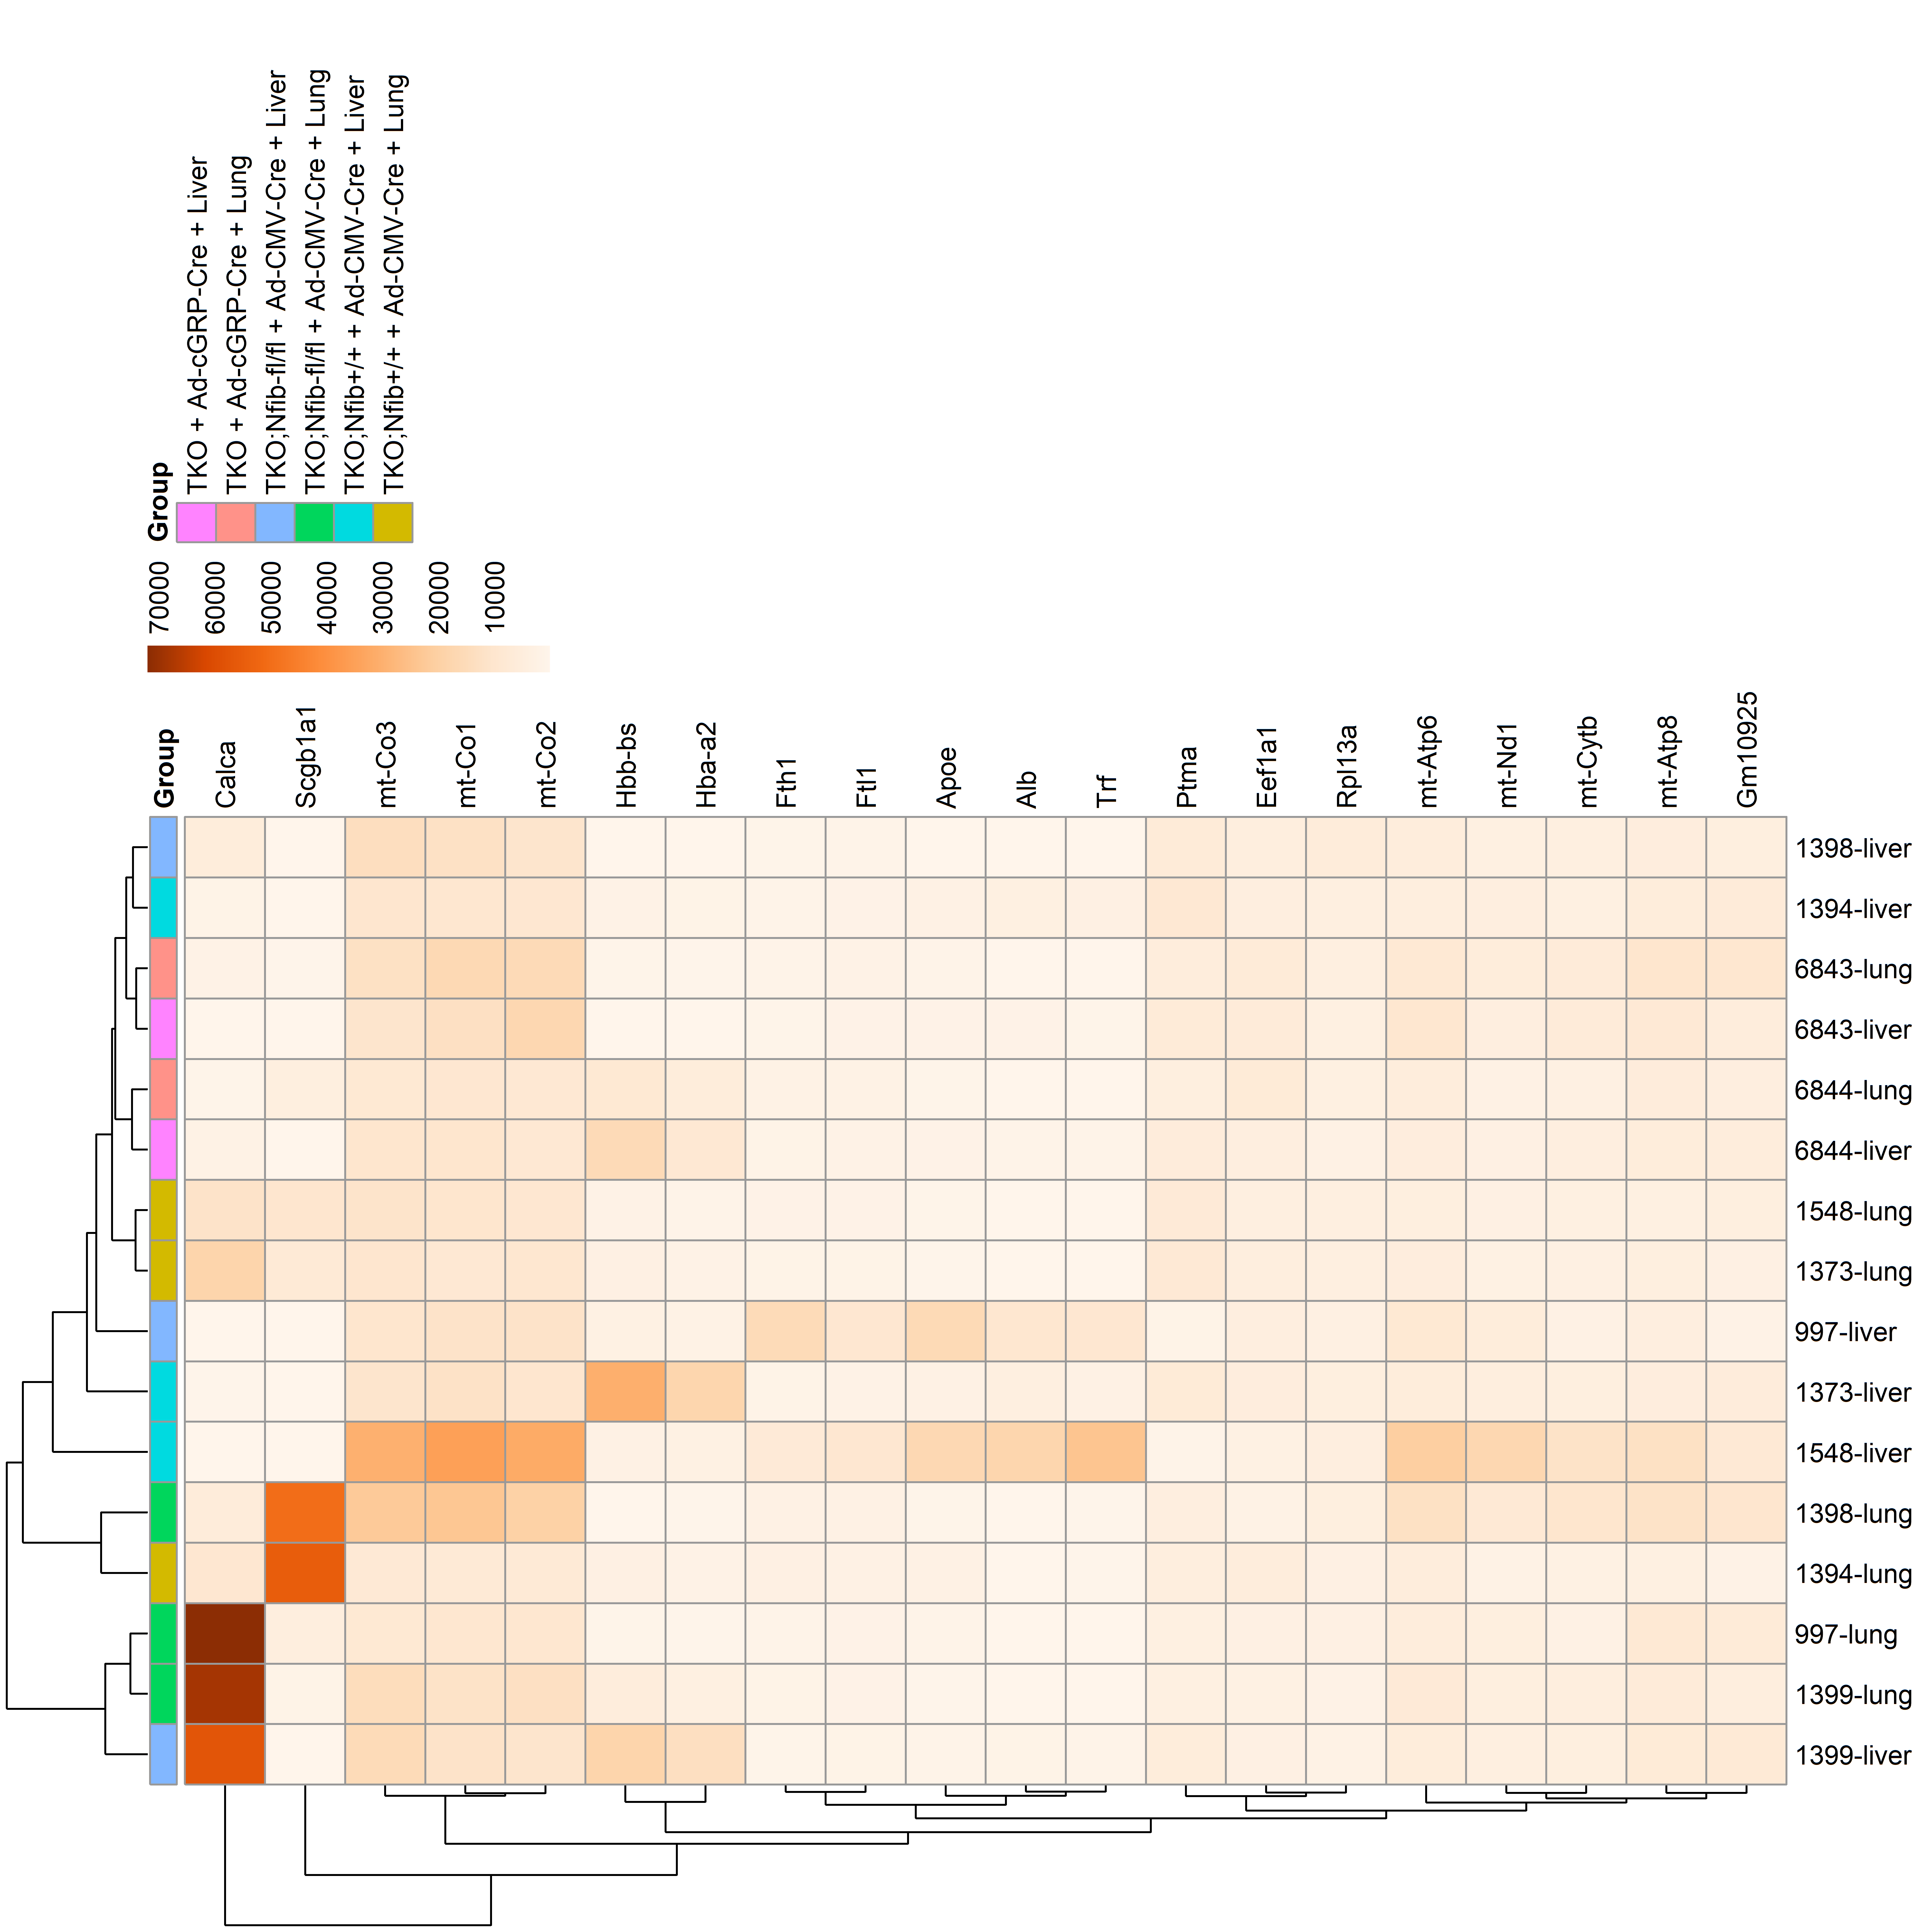 Group
TKO + Ad-cGRP-Cre + Liver
TKO + Ad-cGRP-Cre + Lung
TKO;Nfib-fl/fl + Ad-CMV-Cre + Liver
TKO;Nfib-fl/fl + Ad-CMV-Cre + Lung
TKO;Nfib+/+ + Ad-CMV-Cre + Liver
TKO;Nfib+/+ + Ad-CMV-Cre + Lung
70000
60000
50000
40000
30000
20000
10000
Group
Calca
Scgb1a1
mt-Co3
mt-Co1
mt-Co2
Hbb-bs
Hba-a2
Fth1
Ftl1
Apoe
Alb
Trf
Ptma
Eef1a1
Rpl13a
mt-Atp6
mt-Nd1
mt-Cytb
mt-Atp8
Gm10925
1398-liver
1394-liver
6843-lung
6843-liver
6844-lung
6844-liver
1548-lung
1373-lung
997-liver
1373-liver
1548-liver
1398-lung
1394-lung
997-lung
1399-lung
1399-liver